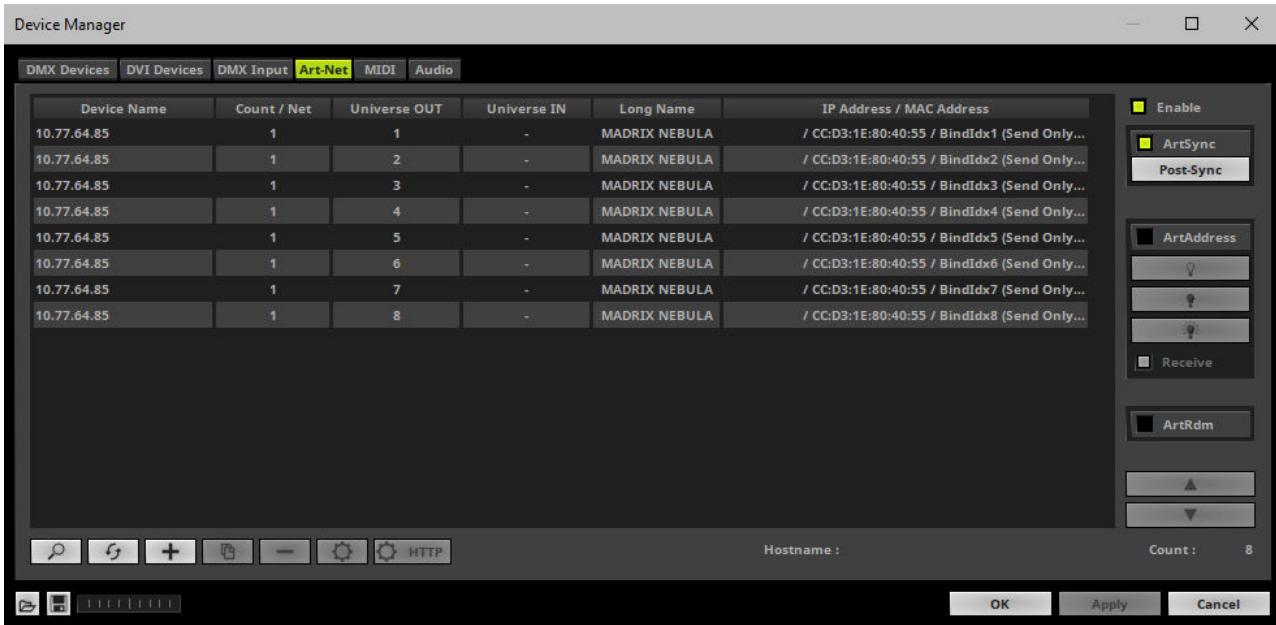 Device Manager
DMX Devices DVI Devices DMX Input Art-Net MIDI Audio
Device Name Count / Net Universe OUT Universe IN Long Name IP Address / MAC Address Enable
10.77.64.85 1 1 - MADRIX NEBULA / CC:D3:1E:80:40:55 / BindIdx1 (Send Only...
ArtSync
10.77.64.85 1 2 - MADRIX NEBULA / CC:D3:1E:80:40:55 / BindIdx2 (Send Only...
Post-Sync
10.77.64.85 1 3 - MADRIX NEBULA / CC:D3:1E:80:40:55 / BindIdx3 (Send Only...
10.77.64.85 1 4 - MADRIX NEBULA / CC:D3:1E:80:40:55 / BindIdx4 (Send Only...
10.77.64.85 1 5 - MADRIX NEBULA / CC:D3:1E:80:40:55 / BindIdx5 (Send Only...
ArtAddress
10.77.64.85 1 6 - MADRIX NEBULA / CC:D3:1E:80:40:55 / BindIdx6 (Send Only...
10.77.64.85 1 7 - MADRIX NEBULA / CC:D3:1E:80:40:55 / BindIdx7 (Send Only...
10.77.64.85 1 8 - MADRIX NEBULA / CC:D3:1E:80:40:55 / BindIdx8 (Send Only...
Receive
ArtRdm
HTTP Hostname : Count : 8
OK Apply Cancel